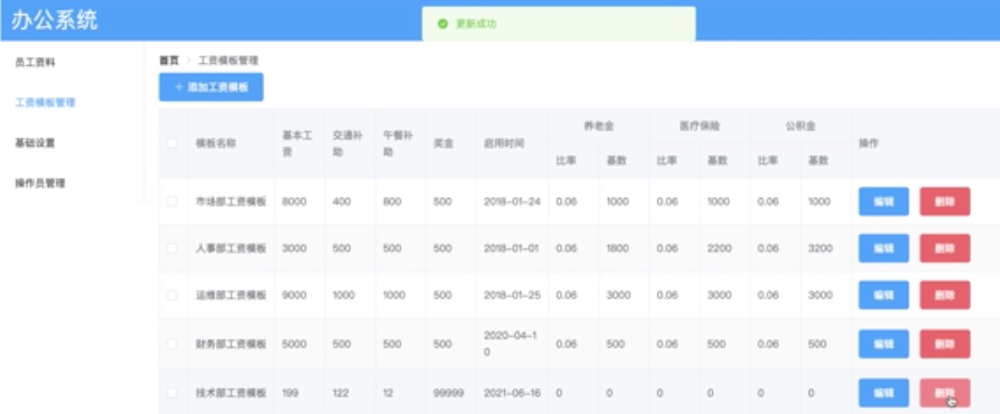 办公系统
更新成功
员工资料
工资模板管理
基础设置
操作员管理
首页 > 工资模板管理
+ 添加工资模板
模板名称 基本工资 交通补助 午餐补助 奖金 启用时间 养老金 医疗保险 公积金 操作
比率 基数 比率 基数 比率 基数
市场部工资模板 8000 400 800 500 2018-01-24 0.06 1000 0.06 1000 0.06 1000 编辑 删除
人事部工资模板 3000 500 500 500 2018-01-01 0.06 1800 0.06 2200 0.06 3200 编辑 删除
运维部工资模板 9000 1000 1000 500 2018-01-25 0.06 3000 0.06 3000 0.06 3000 编辑 删除
财务部工资模板 5000 500 500 500 2020-04-10 0.06 500 0.06 500 0.06 500 编辑 删除
技术部工资模板 199 122 12 99999 2021-06-16 0 0 0 0 0 0 编辑 删除